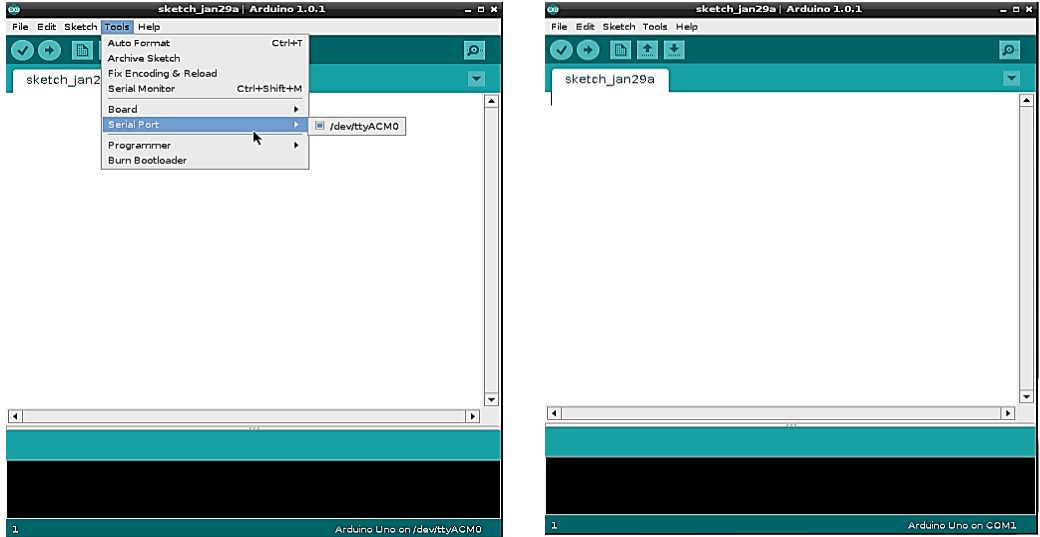 sketch_jan29a | Arduino 1.0.1
File Edit Sketch Tools Help
sketch_jan2
Auto Format Ctrl+T
Archive Sketch
Fix Encoding & Reload
Serial Monitor Ctrl+Shift+M
Board
Serial Port
/dev/ttyACM0
Programmer
Burn Bootloader
1 Arduino Uno on /dev/ttyACM0
sketch_jan29a | Arduino 1.0.1
File Edit Sketch Tools Help
sketch_jan29a
1 Arduino Uno on COM1